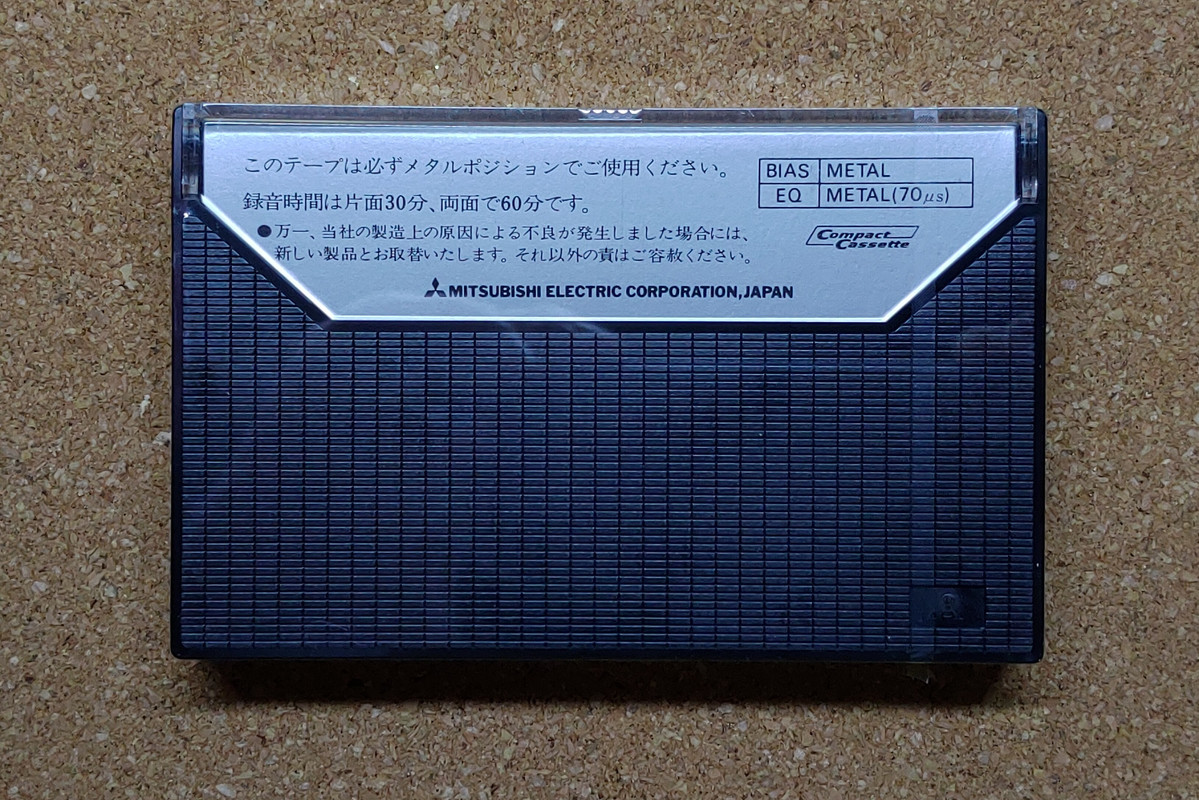 このテープは必ずメタルポジションでご使用ください。
録音時間は片面30分、両面で60分です。
●万一、当社の製造上の原因による不良が発生しました場合には、
新しい製品とお取替いたします。それ以外の責はご容赦ください。
MITSUBISHI ELECTRIC CORPORATION,JAPAN
BIAS METAL
EQ METAL(70μs)
Compact
Cassette